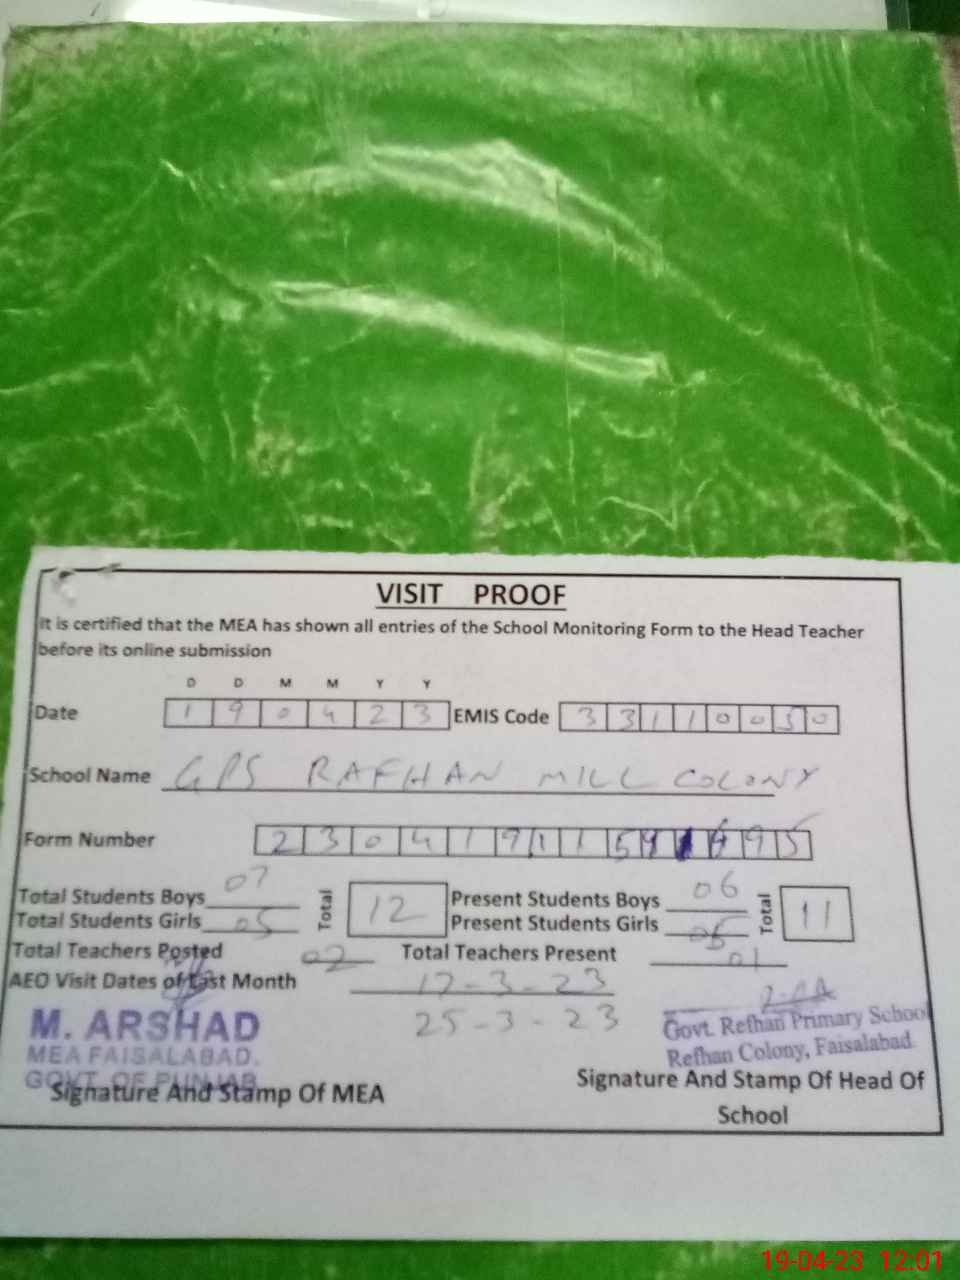 VISIT PROOF
It is certified that the MEA has shown all entries of the School Monitoring Form to the Head Teacher
before its online submission
D D M M Y Y
Date 1 9 0 4 2 3 EMIS Code 3 3 1 1 0 0 5 0
School Name GPS RAFHAN MILL COLONY
Form Number 2 3 0 4 1 9 1 1 5 9
Total Students Boys 07 Total 12 Present Students Boys 06 Total 11
Total Students Girls 05 Present Students Girls 05
Total Teachers Posted 02 Total Teachers Present 01
AEO Visit Dates of Last Month 17-3-23
25-3-23
M. ARSHAD
MEA FAISALABAD.
GOVT. OF PUNJAB
Signature And Stamp Of MEA
Govt. Refhan Primary School
Refhan Colony, Faisalabad.
Signature And Stamp Of Head Of
School
19-04-23 12:01